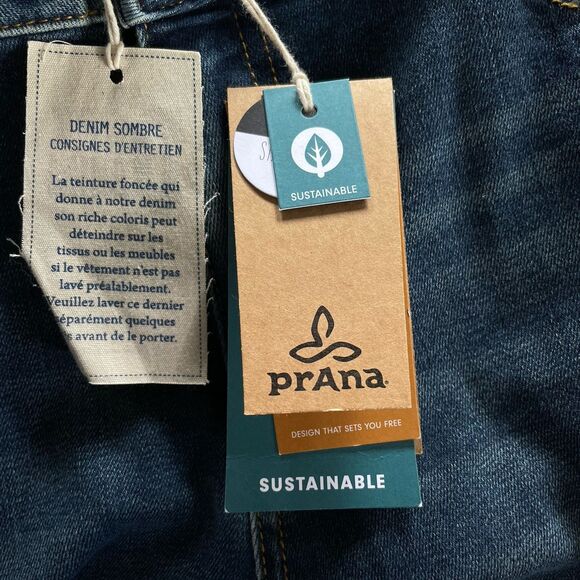 DENIM SOMBRE
CONSIGNES D'ENTRETIEN
La teinture foncée qui
donne à notre denim
son riche coloris peut
déteindre sur les
tissus ou les meubles
si le vêtement n'est pas
lavé préalablement.
Veuillez laver ce dernier
séparément quelques
avant de le porter.
SUSTAINABLE
prAna
DESIGN THAT SETS YOU FREE
SUSTAINABLE